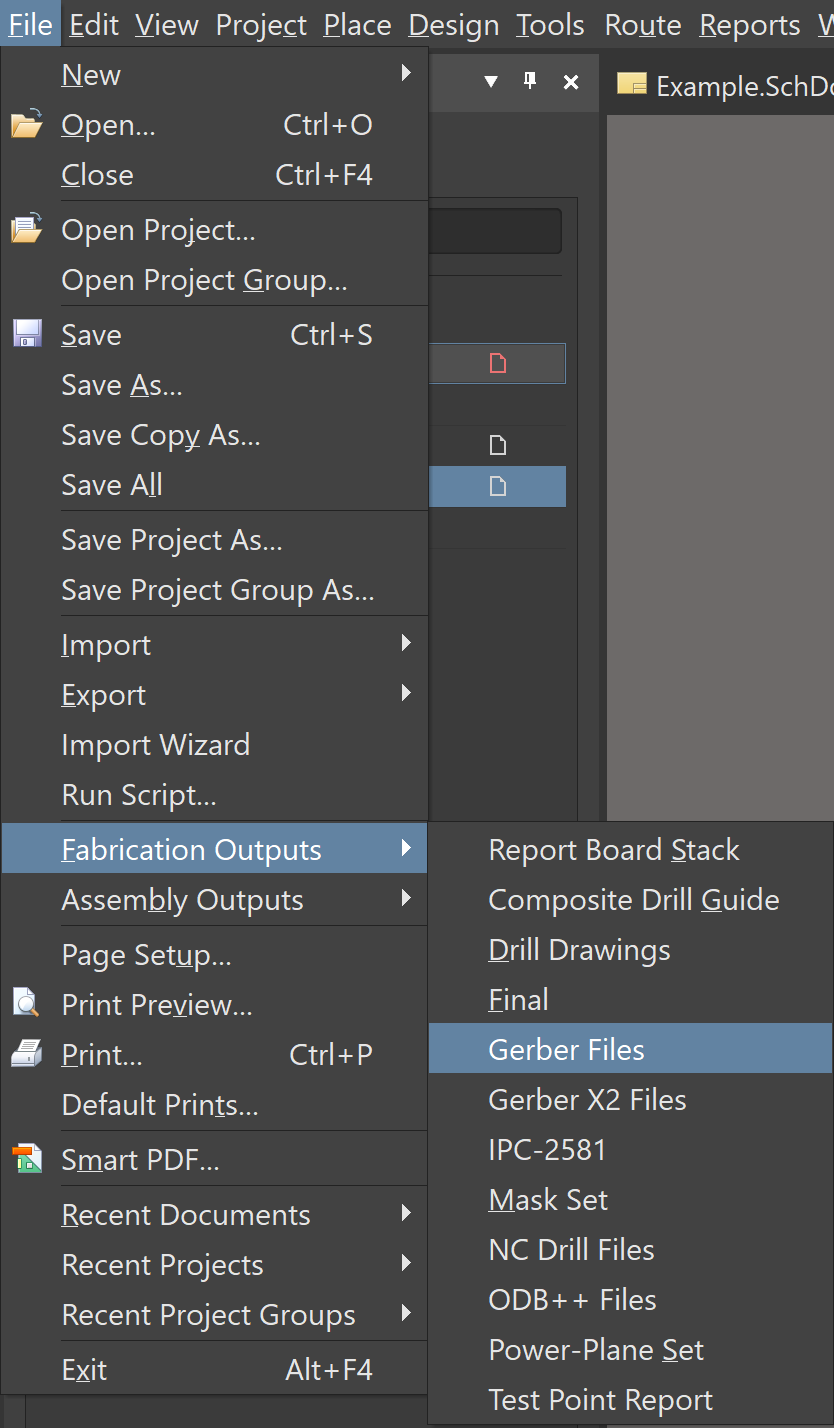 File Edit View Project Place Design Tools Route Reports
Example.SchDo
New
Open... Ctrl+O
Close Ctrl+F4
Open Project...
Open Project Group...
Save Ctrl+S
Save As...
Save Copy As...
Save All
Save Project As...
Save Project Group As...
Import
Export
Import Wizard
Run Script...
Fabrication Outputs
Assembly Outputs
Page Setup...
Print Preview...
Print... Ctrl+P
Default Prints...
Smart PDF...
Recent Documents
Recent Projects
Recent Project Groups
Exit Alt+F4
Report Board Stack
Composite Drill Guide
Drill Drawings
Final
Gerber Files
Gerber X2 Files
IPC-2581
Mask Set
NC Drill Files
ODB++ Files
Power-Plane Set
Test Point Report